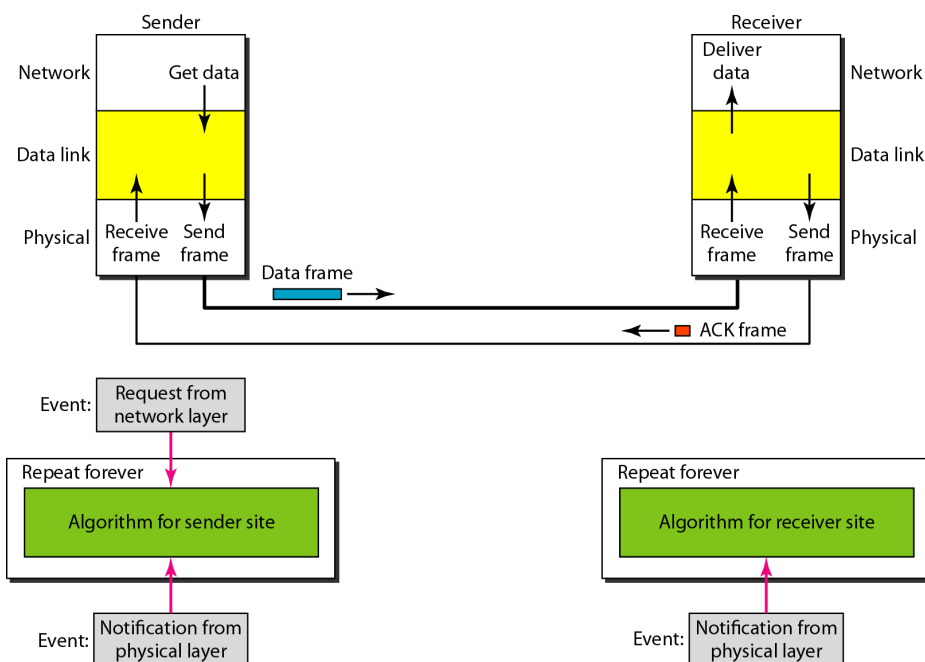 Sender
Receiver
Network
Get data
Deliver
data
Network
Data link
Data link
Physical
Receive
frame
Send
frame
Receive
frame
Send
frame
Physical
Data frame
ACK frame
Event:
Request from
network layer
Repeat forever
Algorithm for sender site
Repeat forever
Algorithm for receiver site
Event:
Notification from
physical layer
Event:
Notification from
physical layer